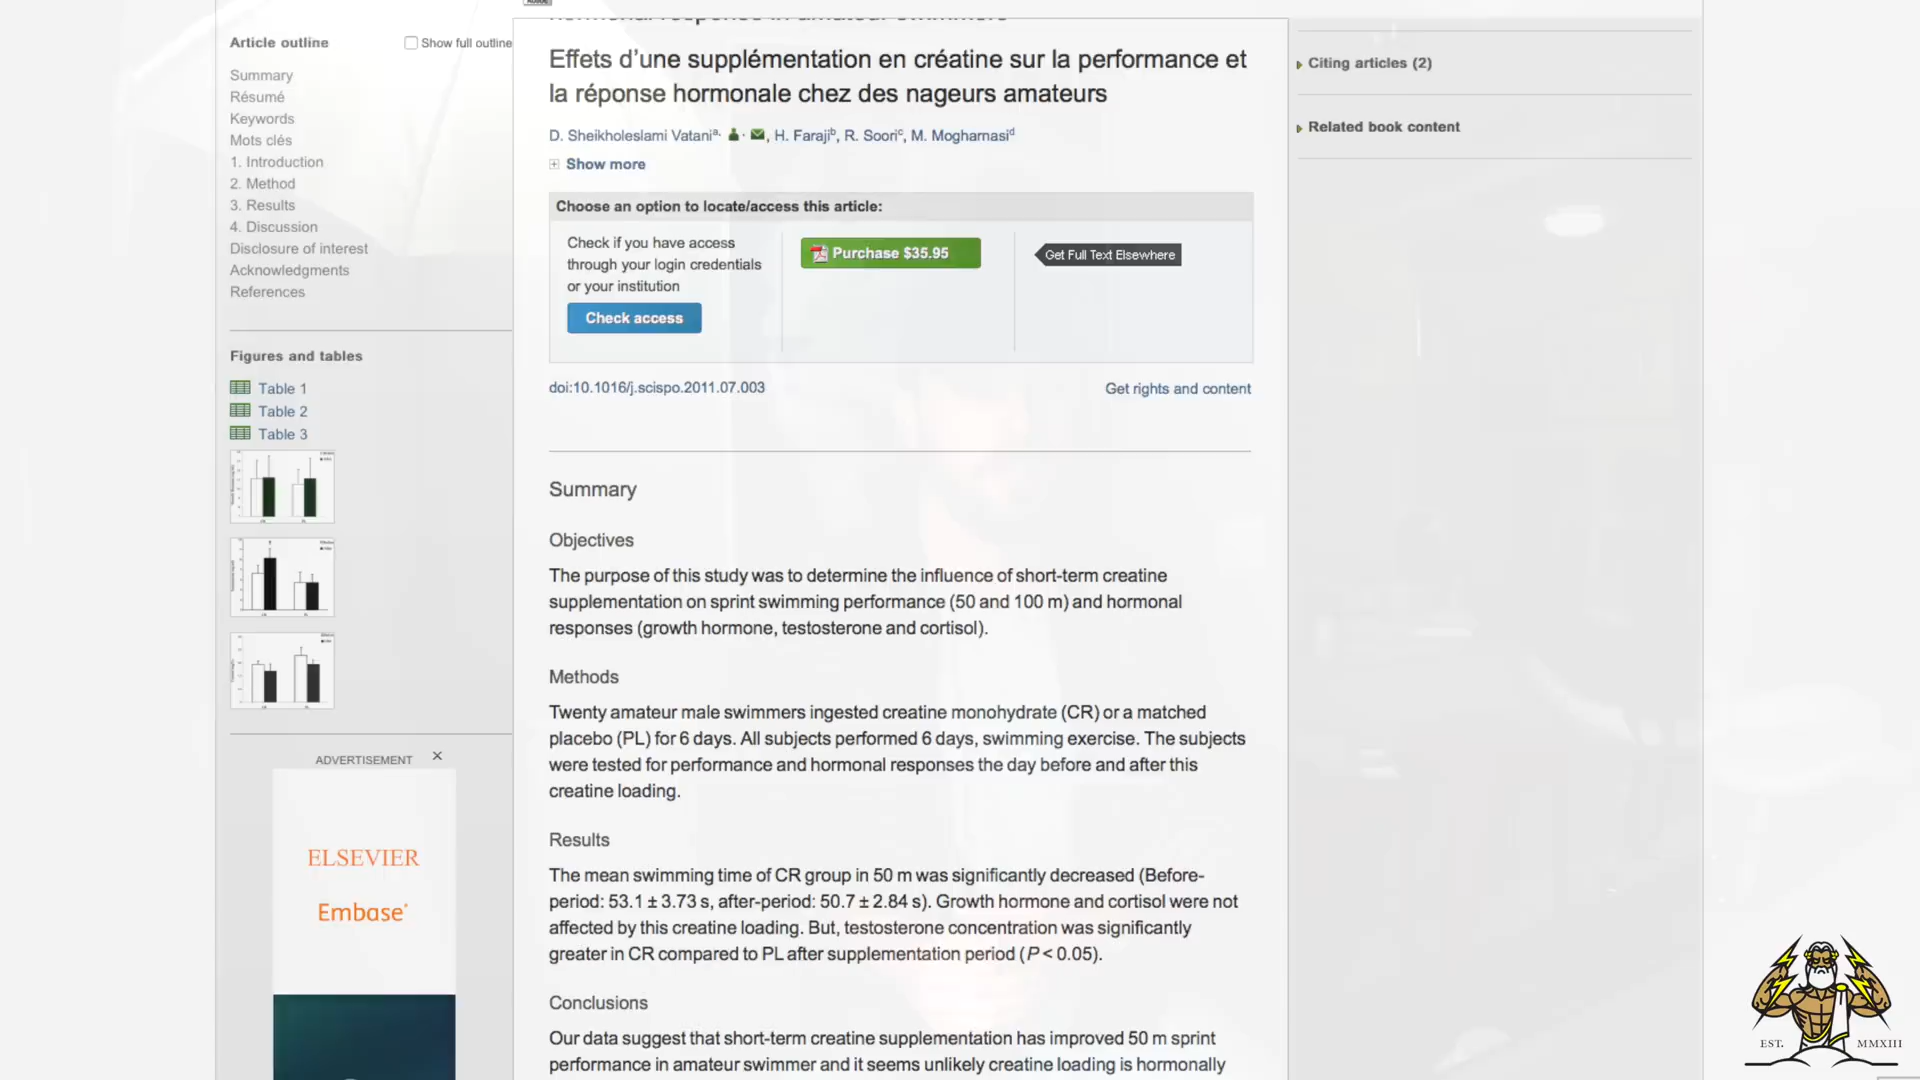 hormonal response in amateur swimmers
Article outline
Show full outline
Summary
Résumé
Keywords
Mots clés
1. Introduction
2. Method
3. Results
4. Discussion
Disclosure of interest
Acknowledgments
References
Figures and tables
Table 1
Table 2
Table 3
ADVERTISEMENT
ELSEVIER
Embase®
Effets d’une supplémentation en créatine sur la performance et
la réponse hormonale chez des nageurs amateurs
D. Sheikholeslami Vatani a, , H. Faraji b, R. Soori c, M. Mogharnasi d
Show more
Choose an option to locate/access this article:
Check if you have access
through your login credentials
or your institution
Check access
Purchase $35.95
Get Full Text Elsewhere
doi:10.1016/j.scispo.2011.07.003
Get rights and content
Summary
Objectives
The purpose of this study was to determine the influence of short-term creatine
supplementation on sprint swimming performance (50 and 100 m) and hormonal
responses (growth hormone, testosterone and cortisol).
Methods
Twenty amateur male swimmers ingested creatine monohydrate (CR) or a matched
placebo (PL) for 6 days. All subjects performed 6 days, swimming exercise. The subjects
were tested for performance and hormonal responses the day before and after this
creatine loading.
Results
The mean swimming time of CR group in 50 m was significantly decreased (Before-
period: 53.1 ± 3.73 s, after-period: 50.7 ± 2.84 s). Growth hormone and cortisol were not
affected by this creatine loading. But, testosterone concentration was significantly
greater in CR compared to PL after supplementation period (P < 0.05).
Conclusions
Our data suggest that short-term creatine supplementation has improved 50 m sprint
performance in amateur swimmer and it seems unlikely creatine loading is hormonally
Citing articles (2)
Related book content
EST. MMXIII